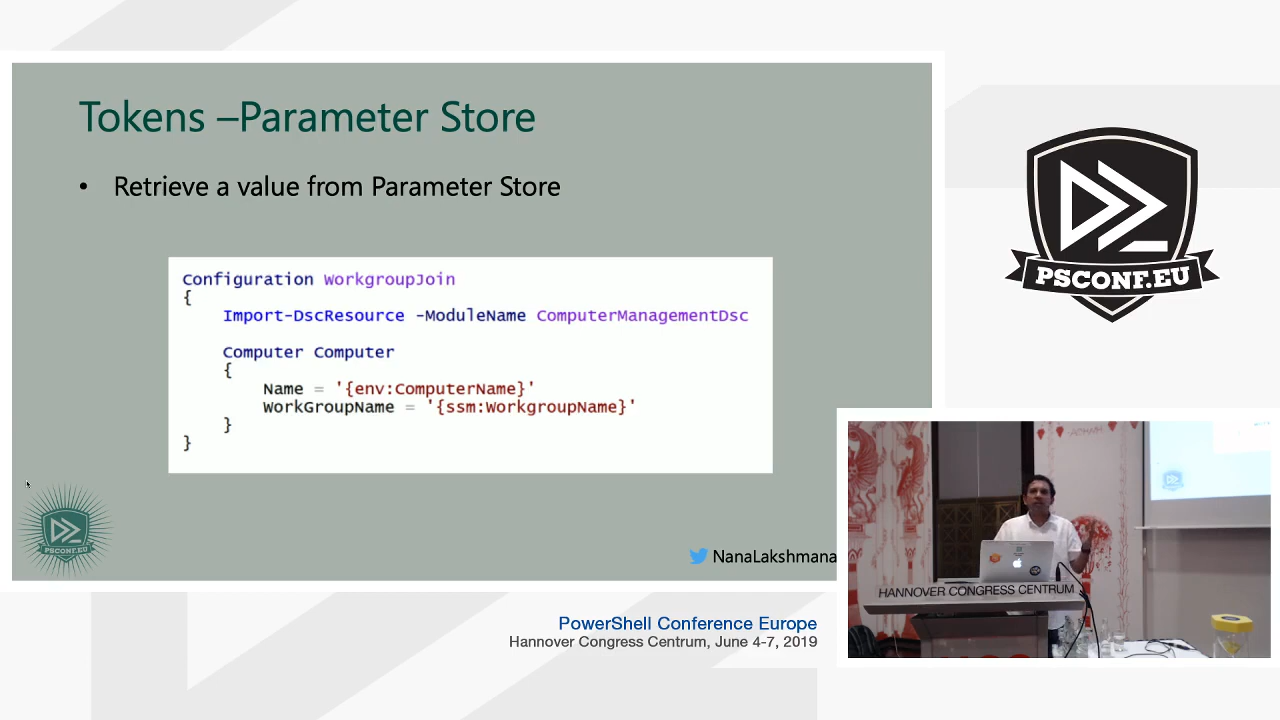 Tokens –Parameter Store
• Retrieve a value from Parameter Store
Configuration WorkgroupJoin
{
Import-DscResource -ModuleName ComputerManagementDsc
Computer Computer
{
Name = '{env:ComputerName}'
WorkGroupName = '{ssm:WorkgroupName}'
}
}
PSCONF.EU
NanaLakshmana
PSCONF.EU
HANNOVER CONGRESS CENTRUM
PowerShell Conference Europe
Hannover Congress Centrum, June 4-7, 2019